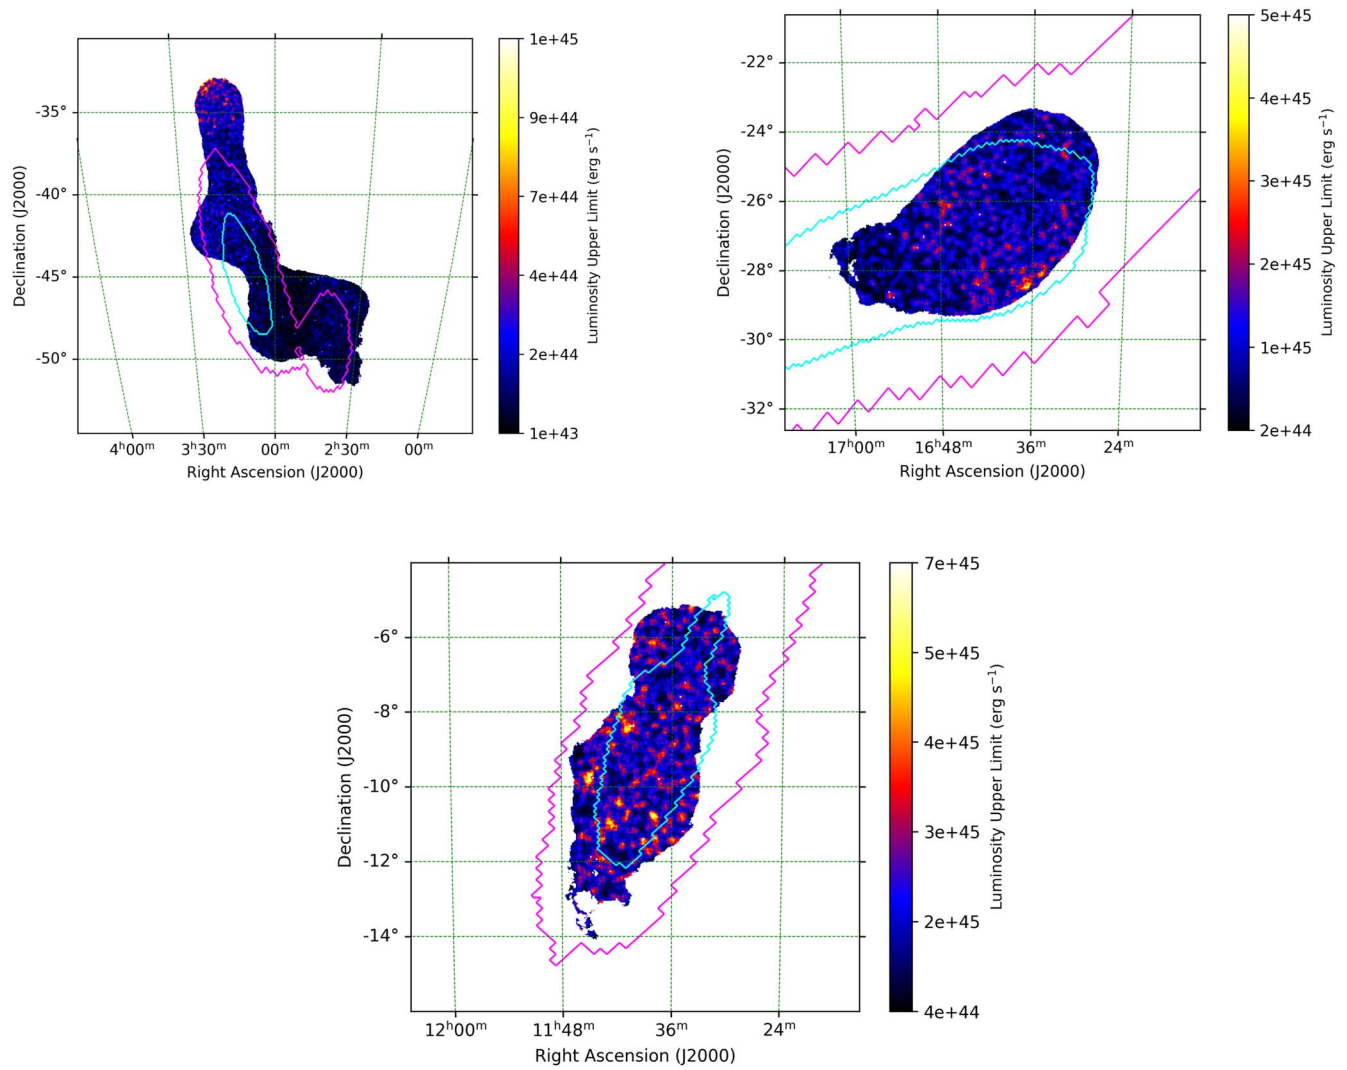 1e+45
9e+44
7e+44
4e+44
2e+44
1e+43
Luminosity Upper Limit (erg s⁻¹)
-35°
-40°
-45°
-50°
Declination (J2000)
4ʰ00ᵐ 3ʰ30ᵐ 00ᵐ 2ʰ30ᵐ 00ᵐ
Right Ascension (J2000)
5e+45
4e+45
3e+45
2e+45
1e+45
2e+44
Luminosity Upper Limit (erg s⁻¹)
-22°
-24°
-26°
-28°
-30°
-32°
Declination (J2000)
17ʰ00ᵐ 16ʰ48ᵐ 36ᵐ 24ᵐ
Right Ascension (J2000)
7e+45
5e+45
4e+45
3e+45
2e+45
4e+44
Luminosity Upper Limit (erg s⁻¹)
-6°
-8°
-10°
-12°
-14°
Declination (J2000)
12ʰ00ᵐ 11ʰ48ᵐ 36ᵐ 24ᵐ
Right Ascension (J2000)